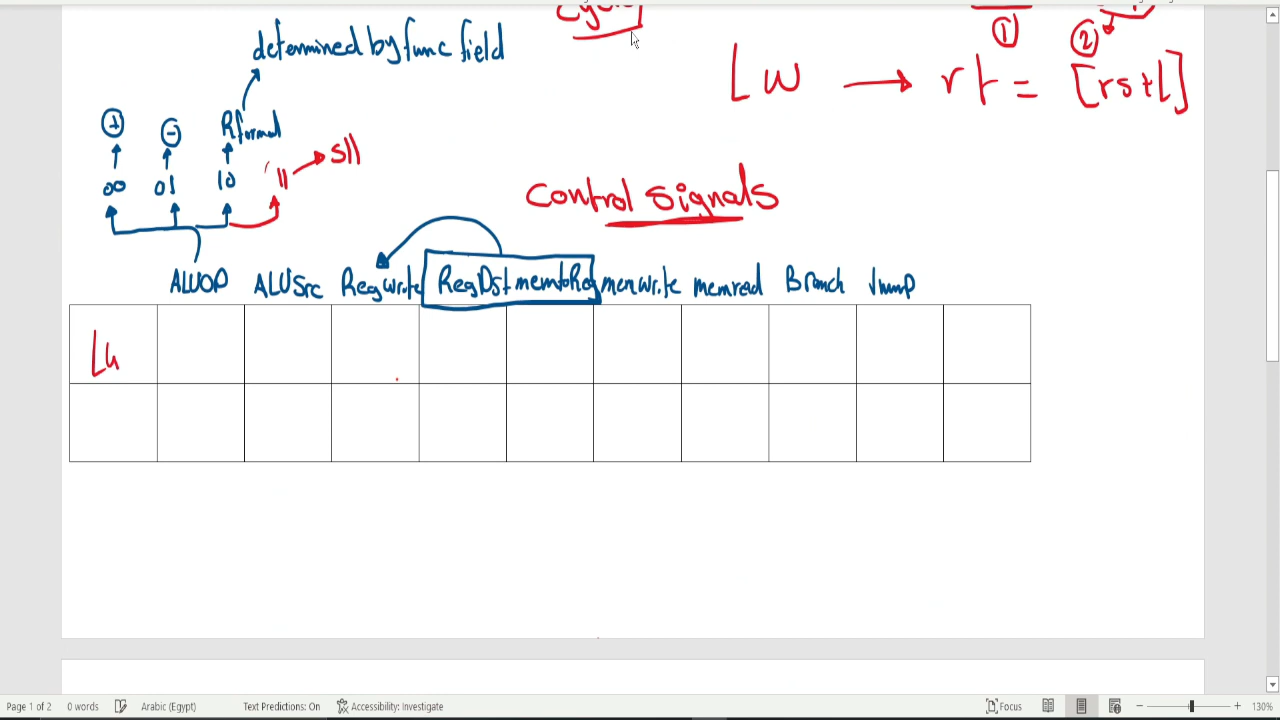 ① ②
determined by func field
LW → rt = [rs+L]
+ - R format
00 01 10 11 → sll
Control signals
ALUOP ALUSrc RegWrite RegDst memtoReg memWrite memread Branch Jump
Page 1 of 2 0 words Arabic (Egypt) Text Predictions: On Accessibility: Investigate Focus 130%